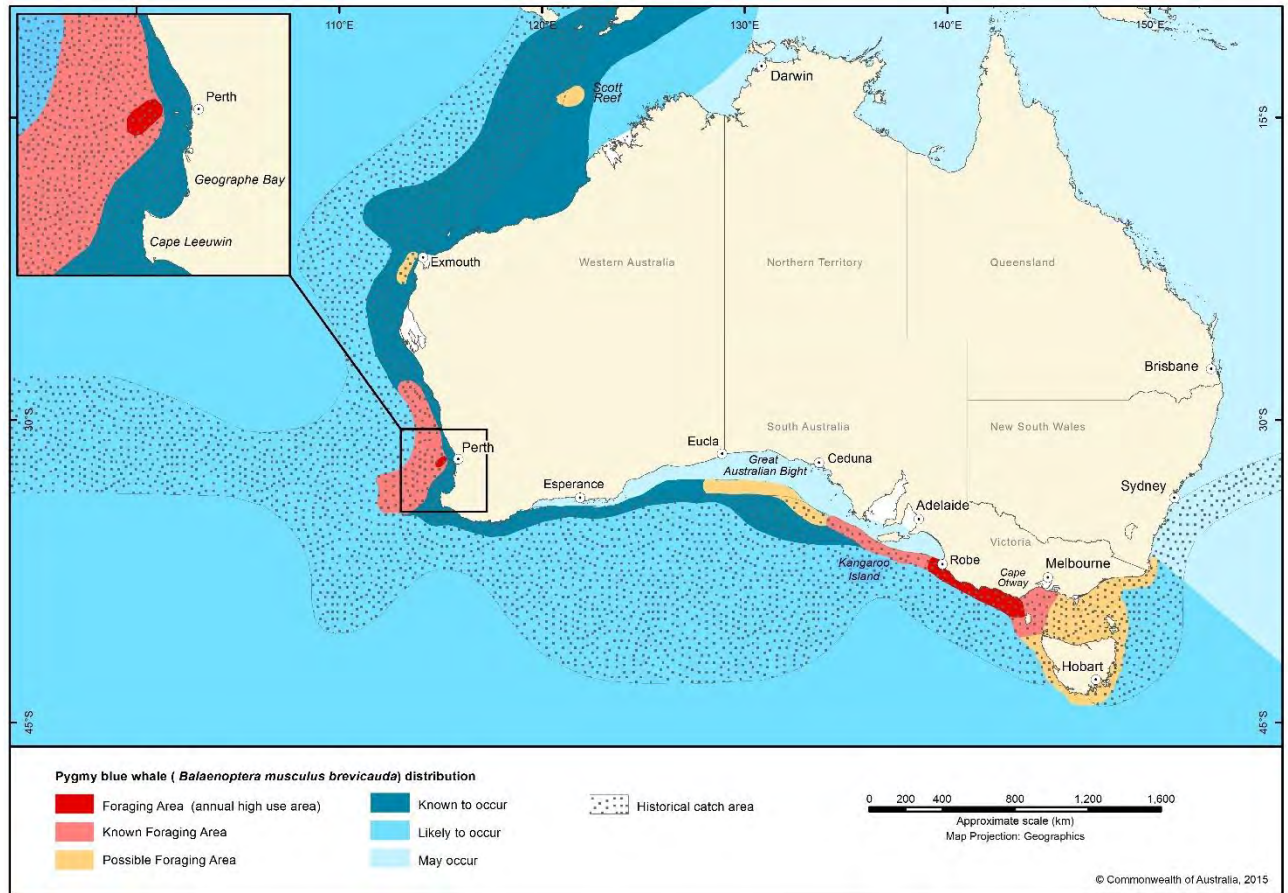 110°E
120°E
130°E
140°E
150°E
Perth
Geographe Bay
Cape Leeuwin
Scott
Reef
Darwin
15°S
15°S
Exmouth
Western Australia
Northern Territory
Queensland
Brisbane
30°S
30°S
South Australia
New South Wales
Perth
Eucla
Great
Australian Bight
Ceduna
Esperance
Sydney
Adelaide
Victoria
Robe
Cape
Otway
Melbourne
Kangaroo
Island
Hobart
45°S
45°S
Pygmy blue whale ( Balaenoptera musculus brevicauda) distribution
Foraging Area (annual high use area)
Known Foraging Area
Possible Foraging Area
Known to occur
Likely to occur
May occur
Historical catch area
0 200 400 800 1,200 1,600
Approximate scale (km)
Map Projection: Geographics
© Commonwealth of Australia, 2015